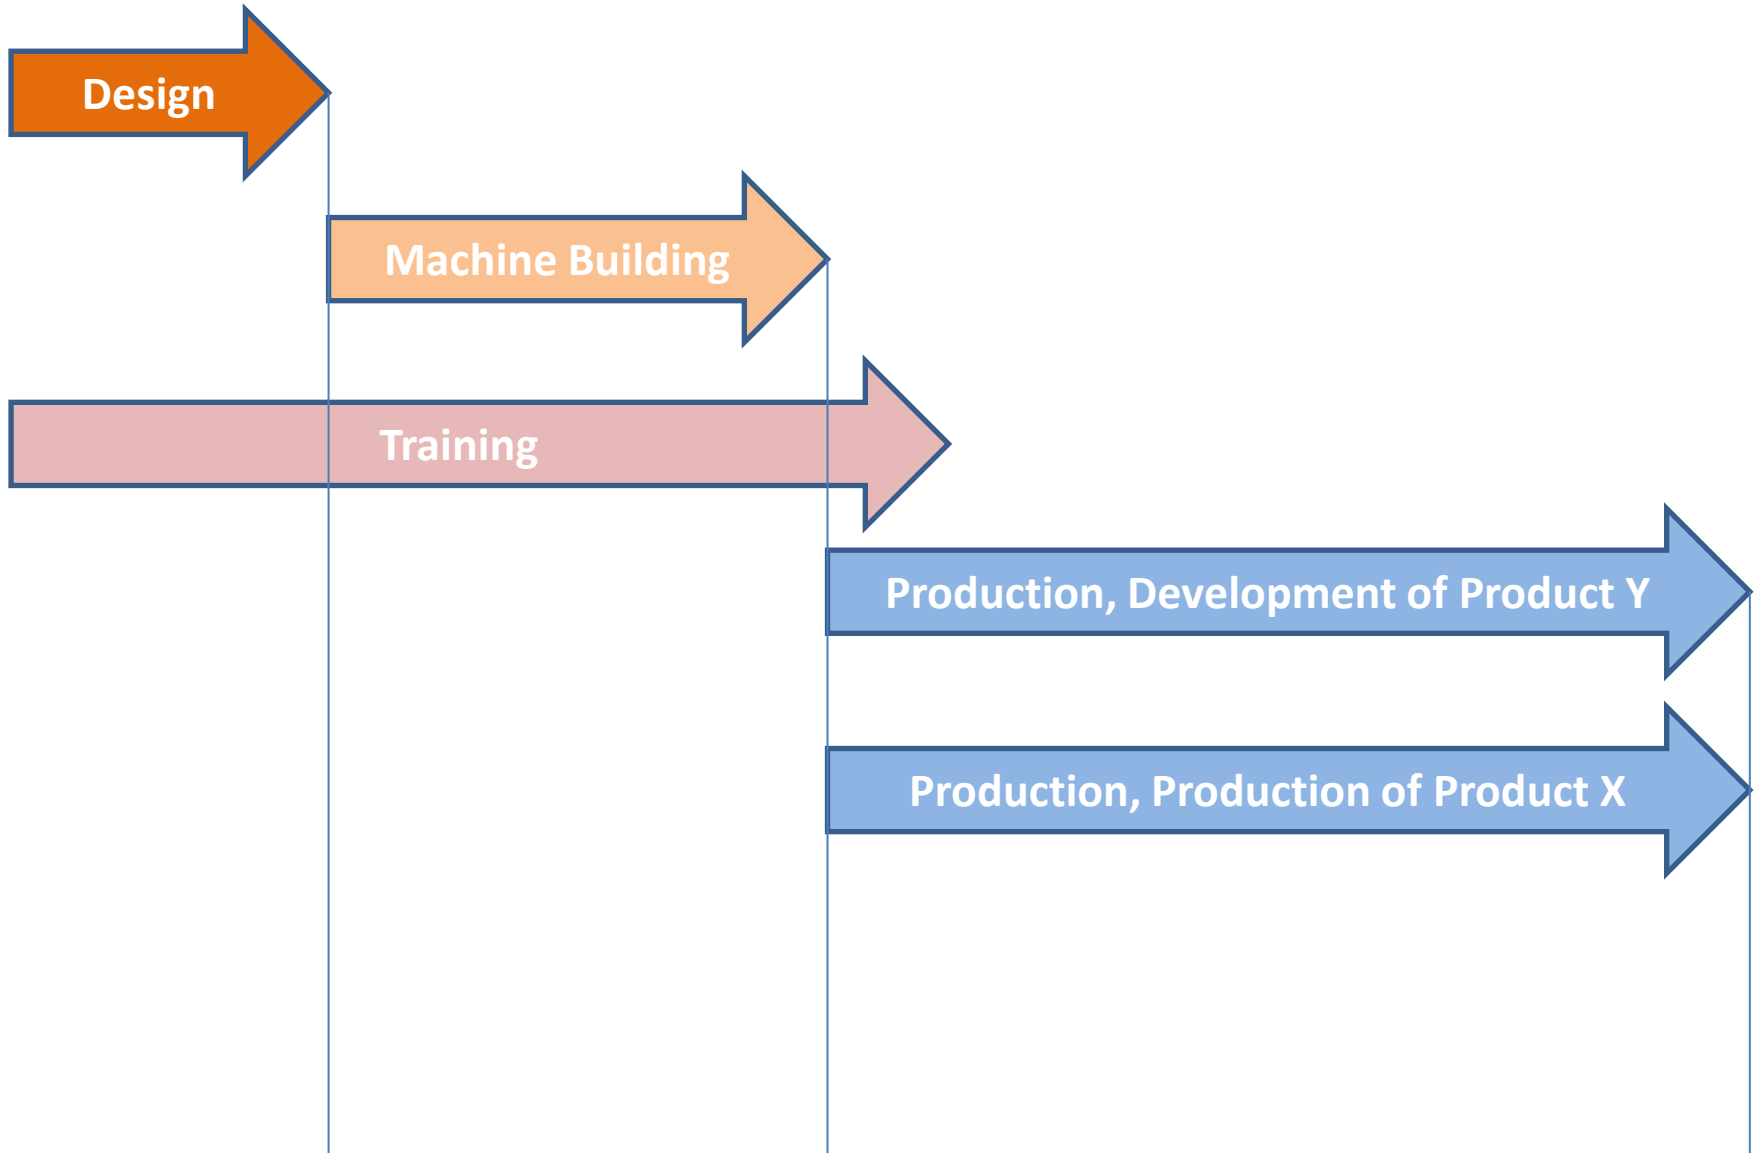 Design
Machine Building
Training
Production, Development of Product Y
Production, Production of Product X